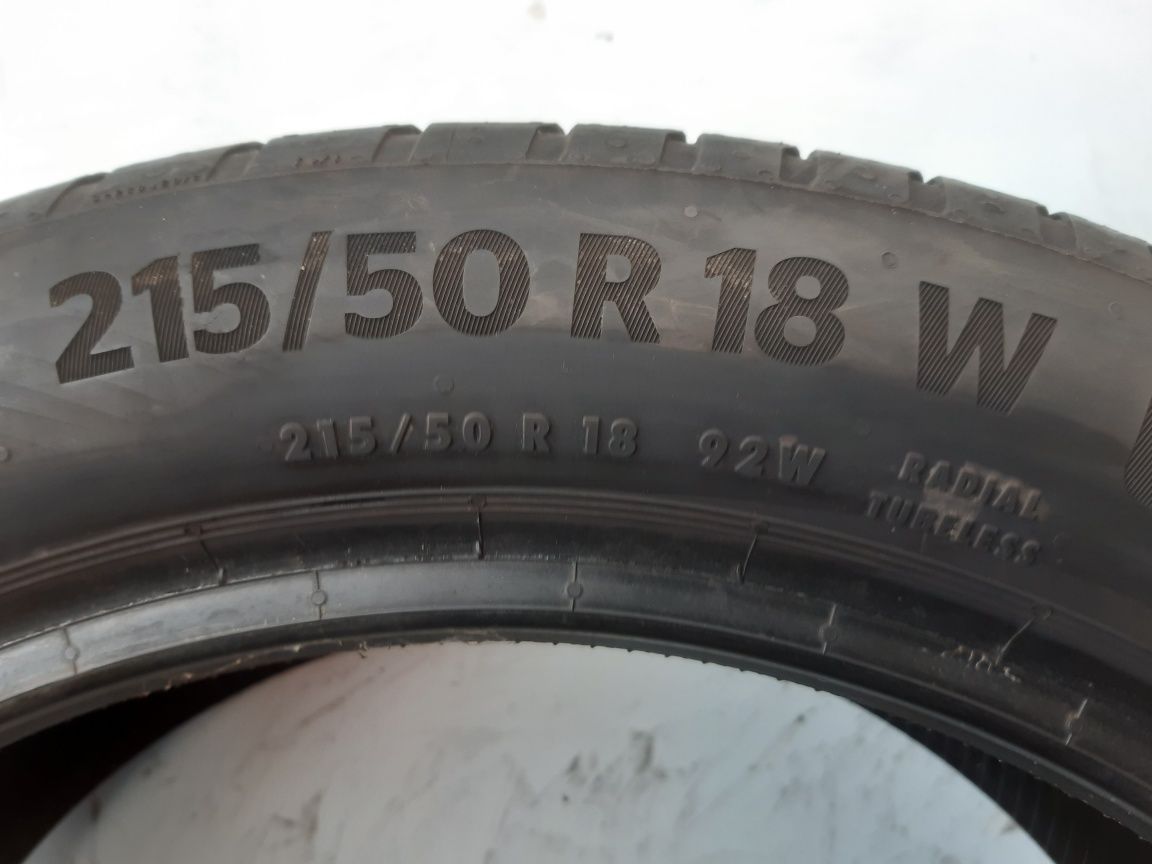 215/50 R 18 W
215/50 R 18 92W RADIAL
TUBELESS